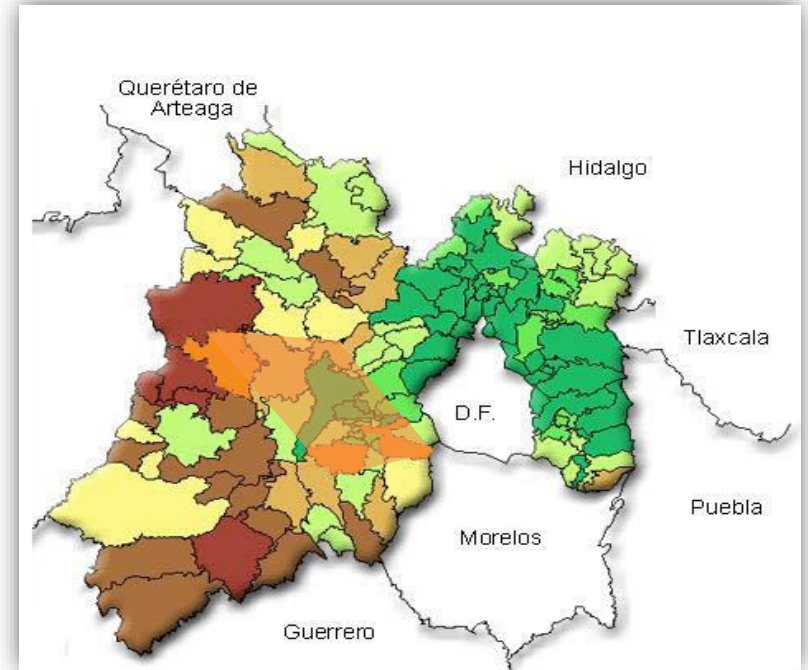 Querétaro de
Arteaga
Hidalgo
Tlaxcala
D.F.
Puebla
Morelos
Guerrero